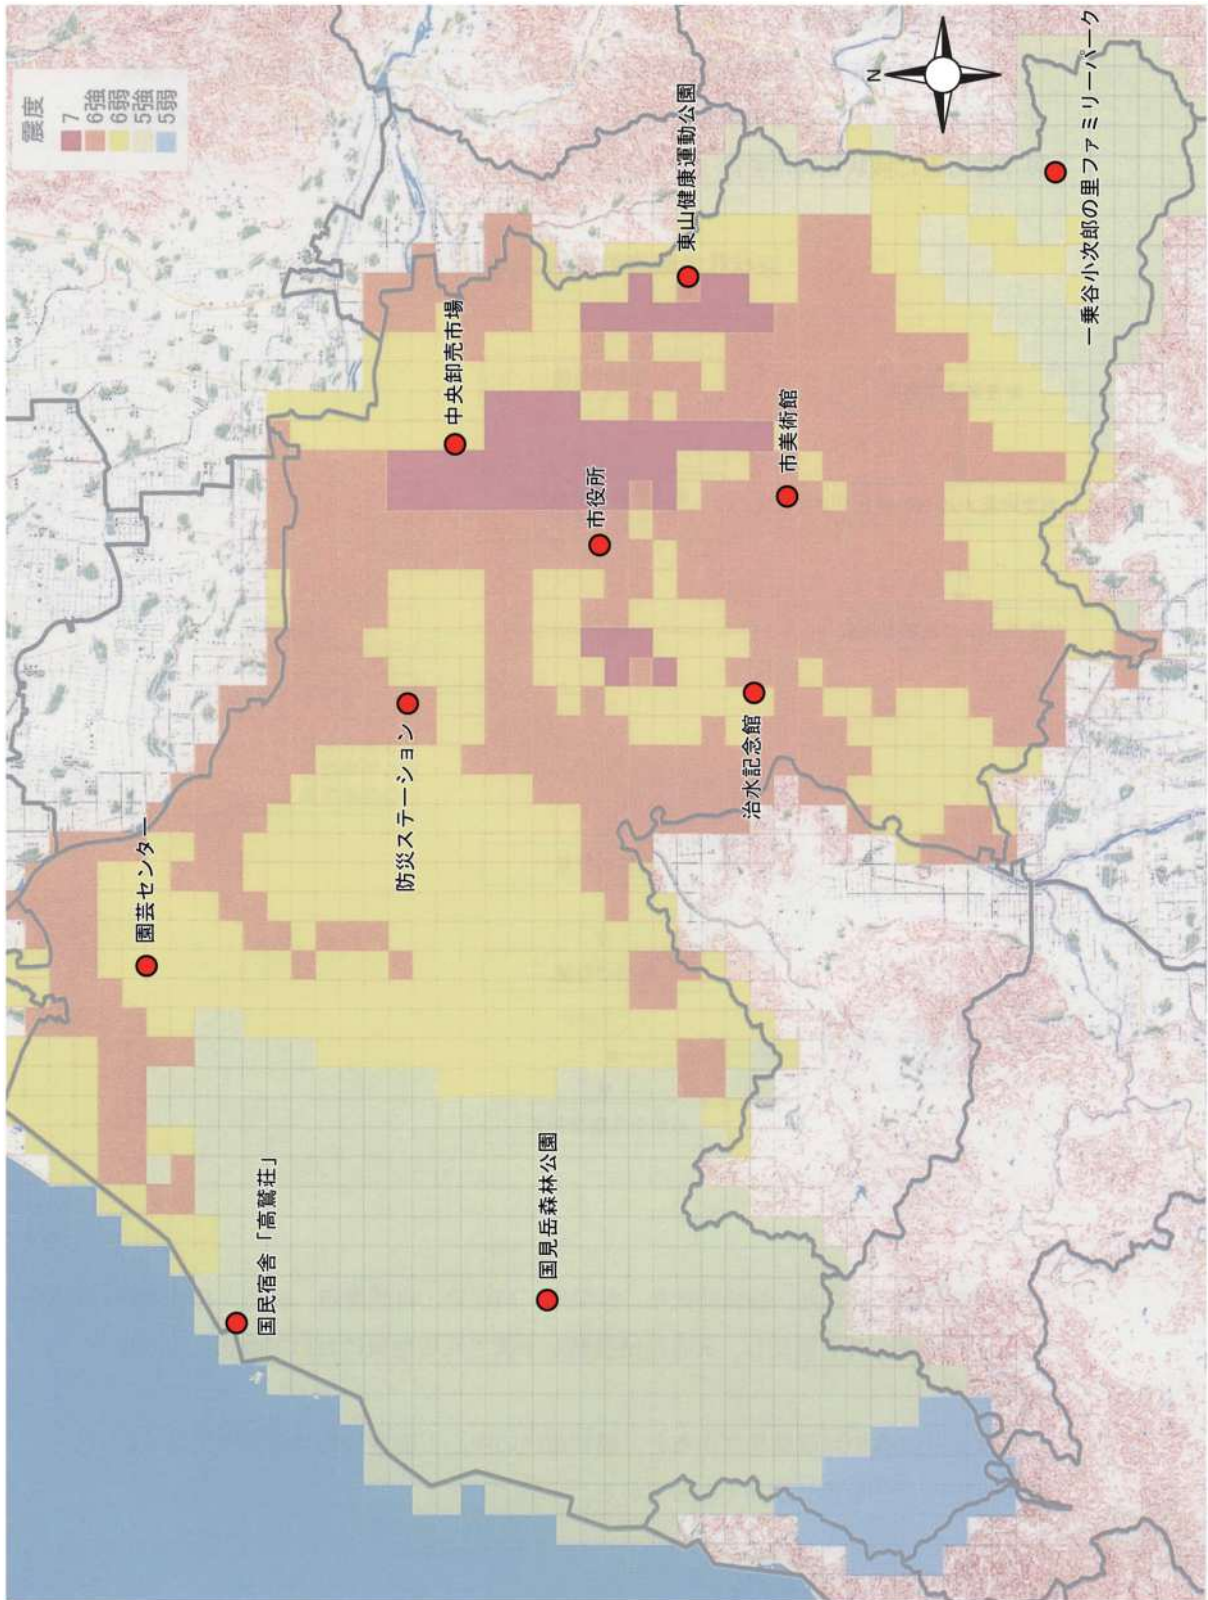 震度
7
6強
6弱
5強
5弱
N
東山健康運動公園
一乗谷小次郎の里ファミリーパーク
中央卸売市場
市美術館
市役所
治水記念館
防災ステーション
園芸センター
国見岳森林公園
国民宿舎「高鷲荘」